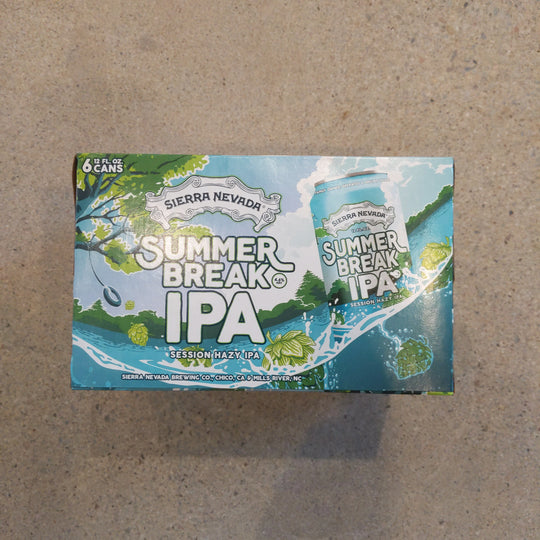 6 12 FL. OZ.
CANS
SIERRA NEVADA
SUMMER
BREAK
IPA
SESSION HAZY IPA
SIERRA NEVADA BREWING CO., CHICO, CA & MILLS RIVER, NC
SIERRA NEVADA
SUMMER
BREAK
IPA
SESSION HAZY IPA